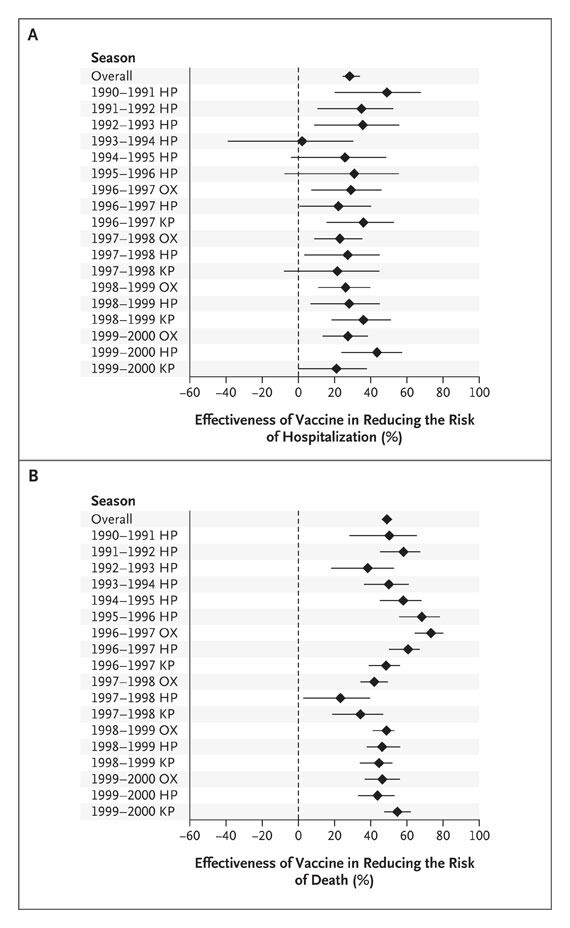 A
Season
Overall
1990–1991 HP
1991–1992 HP
1992–1993 HP
1993–1994 HP
1994–1995 HP
1995–1996 HP
1996–1997 OX
1996–1997 HP
1996–1997 KP
1997–1998 OX
1997–1998 HP
1997–1998 KP
1998–1999 OX
1998–1999 HP
1998–1999 KP
1999–2000 OX
1999–2000 HP
1999–2000 KP
−60 −40 −20 0 20 40 60 80 100
Effectiveness of Vaccine in Reducing the Risk
of Hospitalization (%)
B
Season
Overall
1990–1991 HP
1991–1992 HP
1992–1993 HP
1993–1994 HP
1994–1995 HP
1995–1996 HP
1996–1997 OX
1996–1997 HP
1996–1997 KP
1997–1998 OX
1997–1998 HP
1997–1998 KP
1998–1999 OX
1998–1999 HP
1998–1999 KP
1999–2000 OX
1999–2000 HP
1999–2000 KP
−60 −40 −20 0 20 40 60 80 100
Effectiveness of Vaccine in Reducing the Risk
of Death (%)